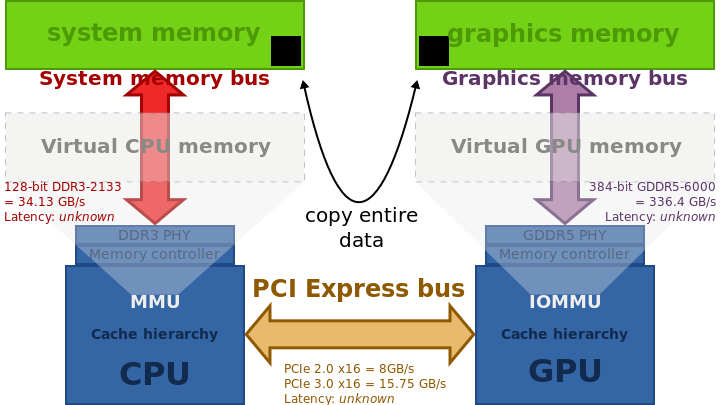 system memory
graphics memory
System memory bus
Graphics memory bus
Virtual CPU memory
Virtual GPU memory
128-bit DDR3-2133
= 34.13 GB/s
Latency: unknown
384-bit GDDR5-6000
= 336.4 GB/s
Latency: unknown
copy entire
data
DDR3 PHY
Memory controller
GDDR5 PHY
Memory controller
PCI Express bus
MMU
Cache hierarchy
CPU
IOMMU
Cache hierarchy
GPU
PCIe 2.0 x16 = 8GB/s
PCIe 3.0 x16 = 15.75 GB/s
Latency: unknown